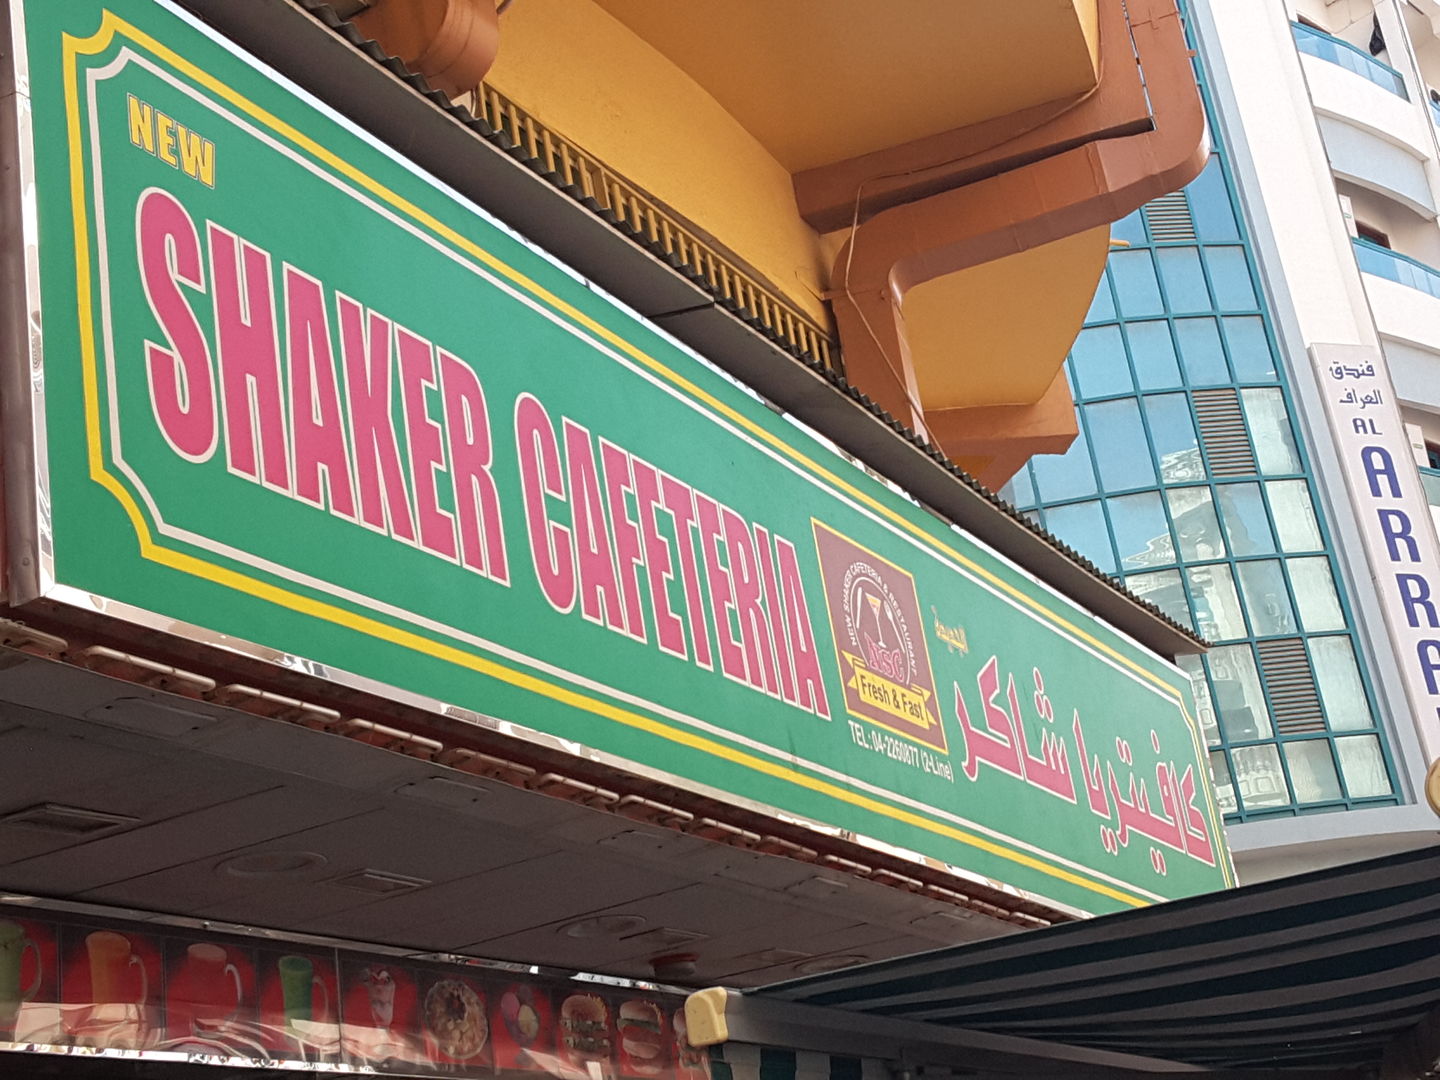 NEW
SHAKER CAFETERIA
NEW SHAKER CAFETERIA & RESTAURANT
NSC
Fresh & Fast
TEL: 04-2260877 (2-Line)
الجديدة
كافيتريا شاكر
فندق
العراف
AL
ARRA